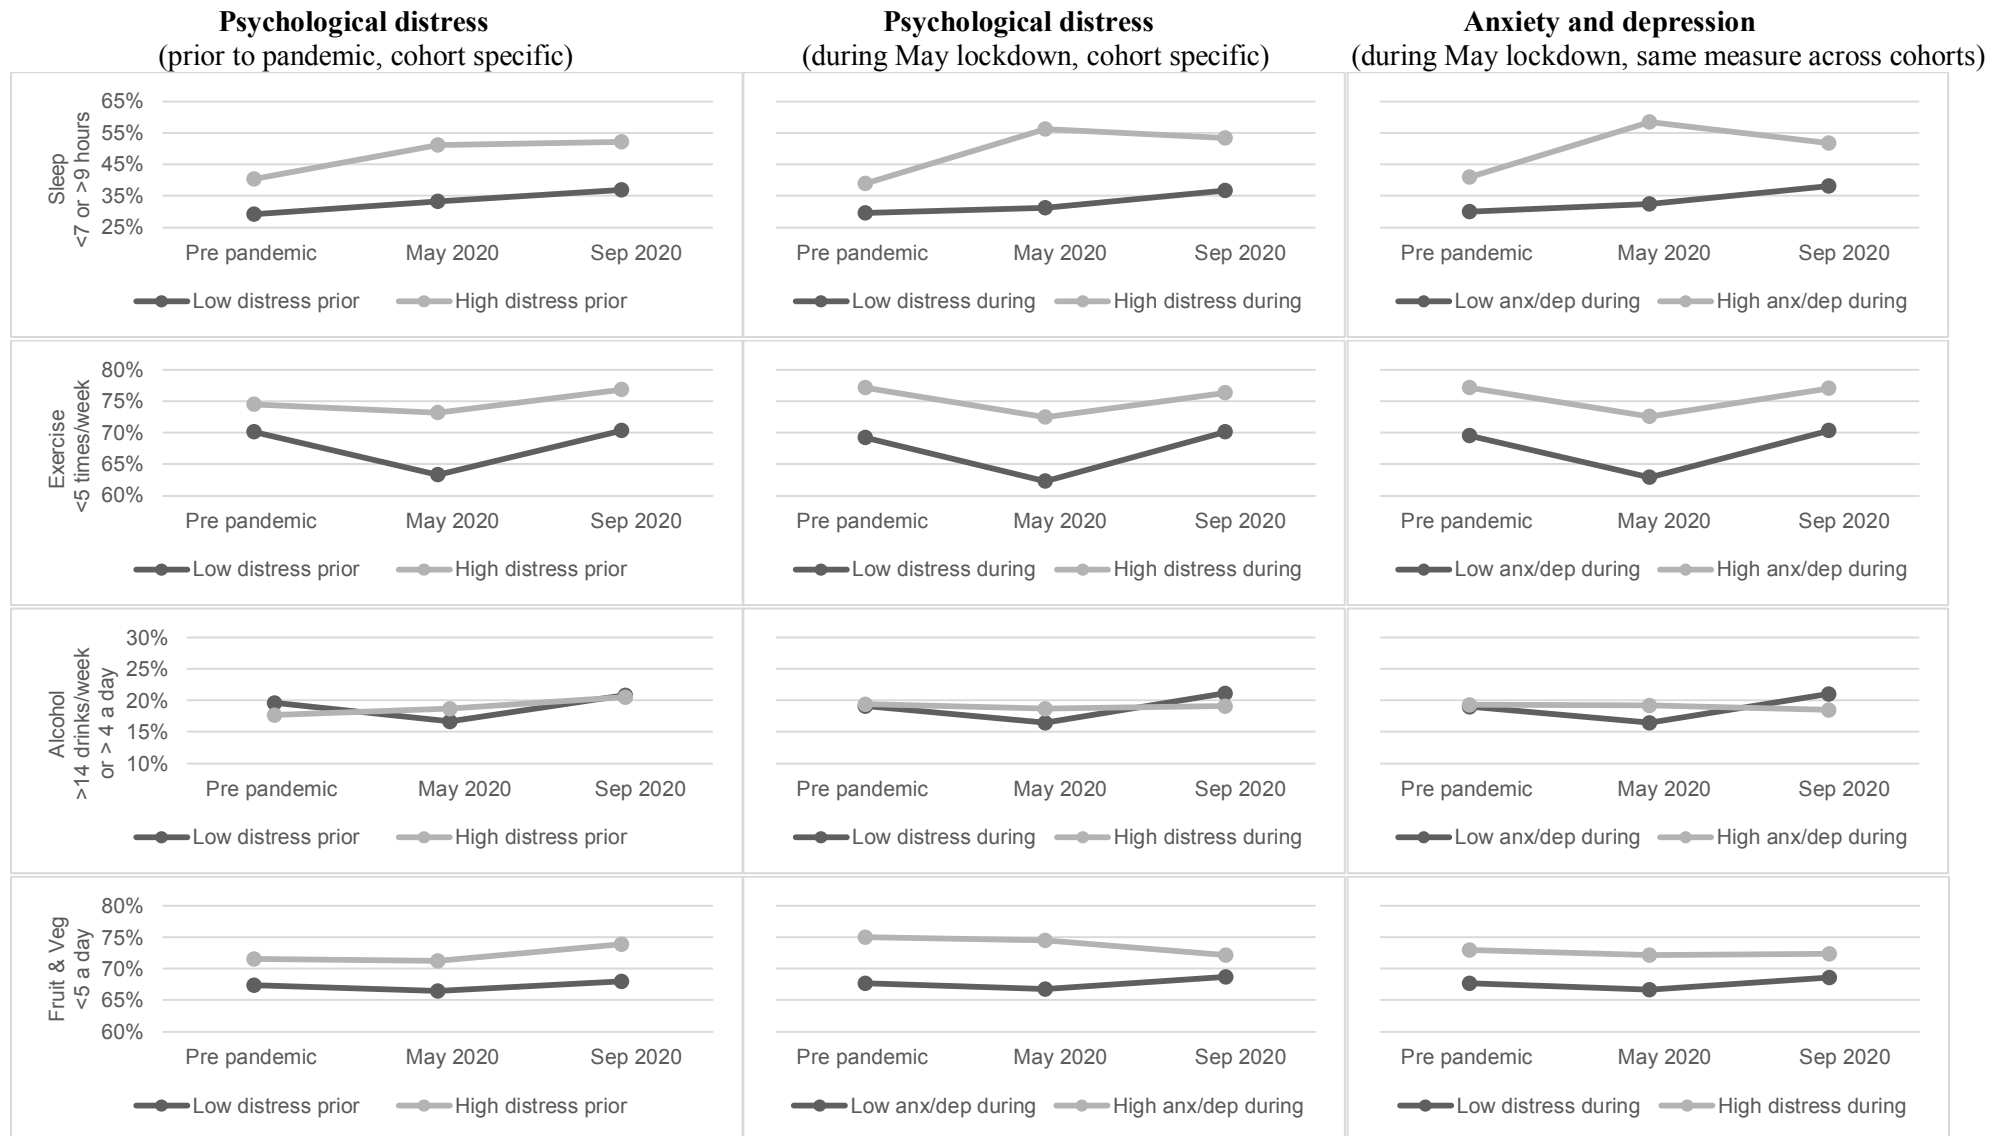 Psychological distress
(prior to pandemic, cohort specific)
Psychological distress
(during May lockdown, cohort specific)
Anxiety and depression
(during May lockdown, same measure across cohorts)
Sleep
<7 or >9 hours
65%
55%
45%
35%
25%
Pre pandemic May 2020 Sep 2020
Low distress prior High distress prior
Pre pandemic May 2020 Sep 2020
Low distress during High distress during
Pre pandemic May 2020 Sep 2020
Low anx/dep during High anx/dep during
Exercise
<5 times/week
80%
75%
70%
65%
60%
Pre pandemic May 2020 Sep 2020
Low distress prior High distress prior
Pre pandemic May 2020 Sep 2020
Low distress during High distress during
Pre pandemic May 2020 Sep 2020
Low anx/dep during High anx/dep during
Alcohol
>14 drinks/week
or > 4 a day
30%
25%
20%
15%
10%
Pre pandemic May 2020 Sep 2020
Low distress prior High distress prior
Pre pandemic May 2020 Sep 2020
Low distress during High distress during
Pre pandemic May 2020 Sep 2020
Low anx/dep during High anx/dep during
Fruit & Veg
<5 a day
80%
75%
70%
65%
60%
Pre pandemic May 2020 Sep 2020
Low distress prior High distress prior
Pre pandemic May 2020 Sep 2020
Low anx/dep during High anx/dep during
Pre pandemic May 2020 Sep 2020
Low distress during High distress during